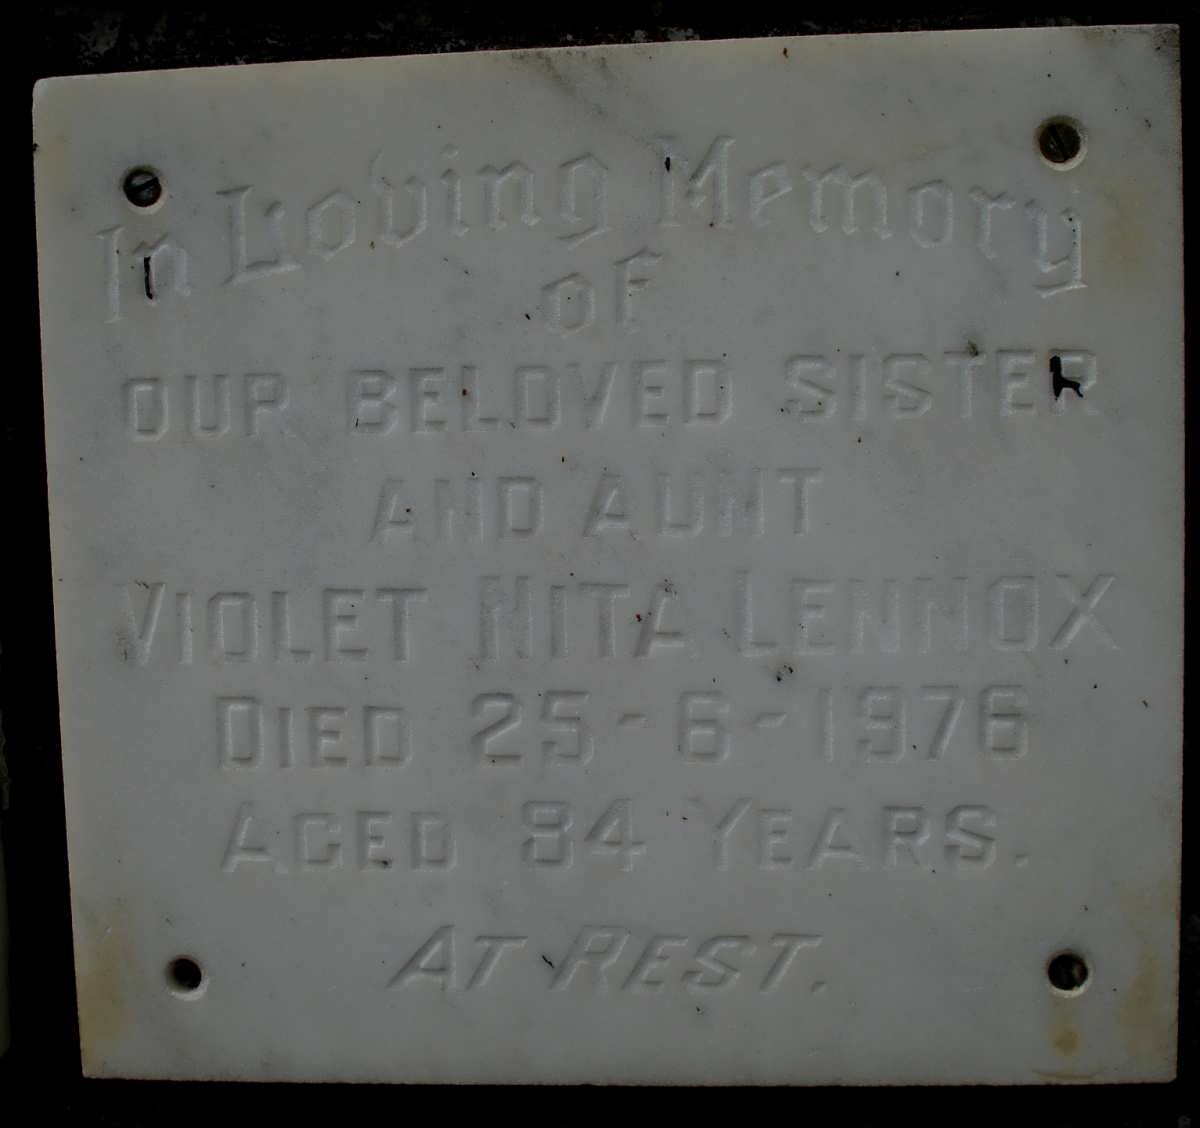 In Loving Memory
of
OUR BELOVED SISTER
AND AUNT
VIOLET NITA LENNOX
DIED 25-6-1976
AGED 84 YEARS.
AT REST.